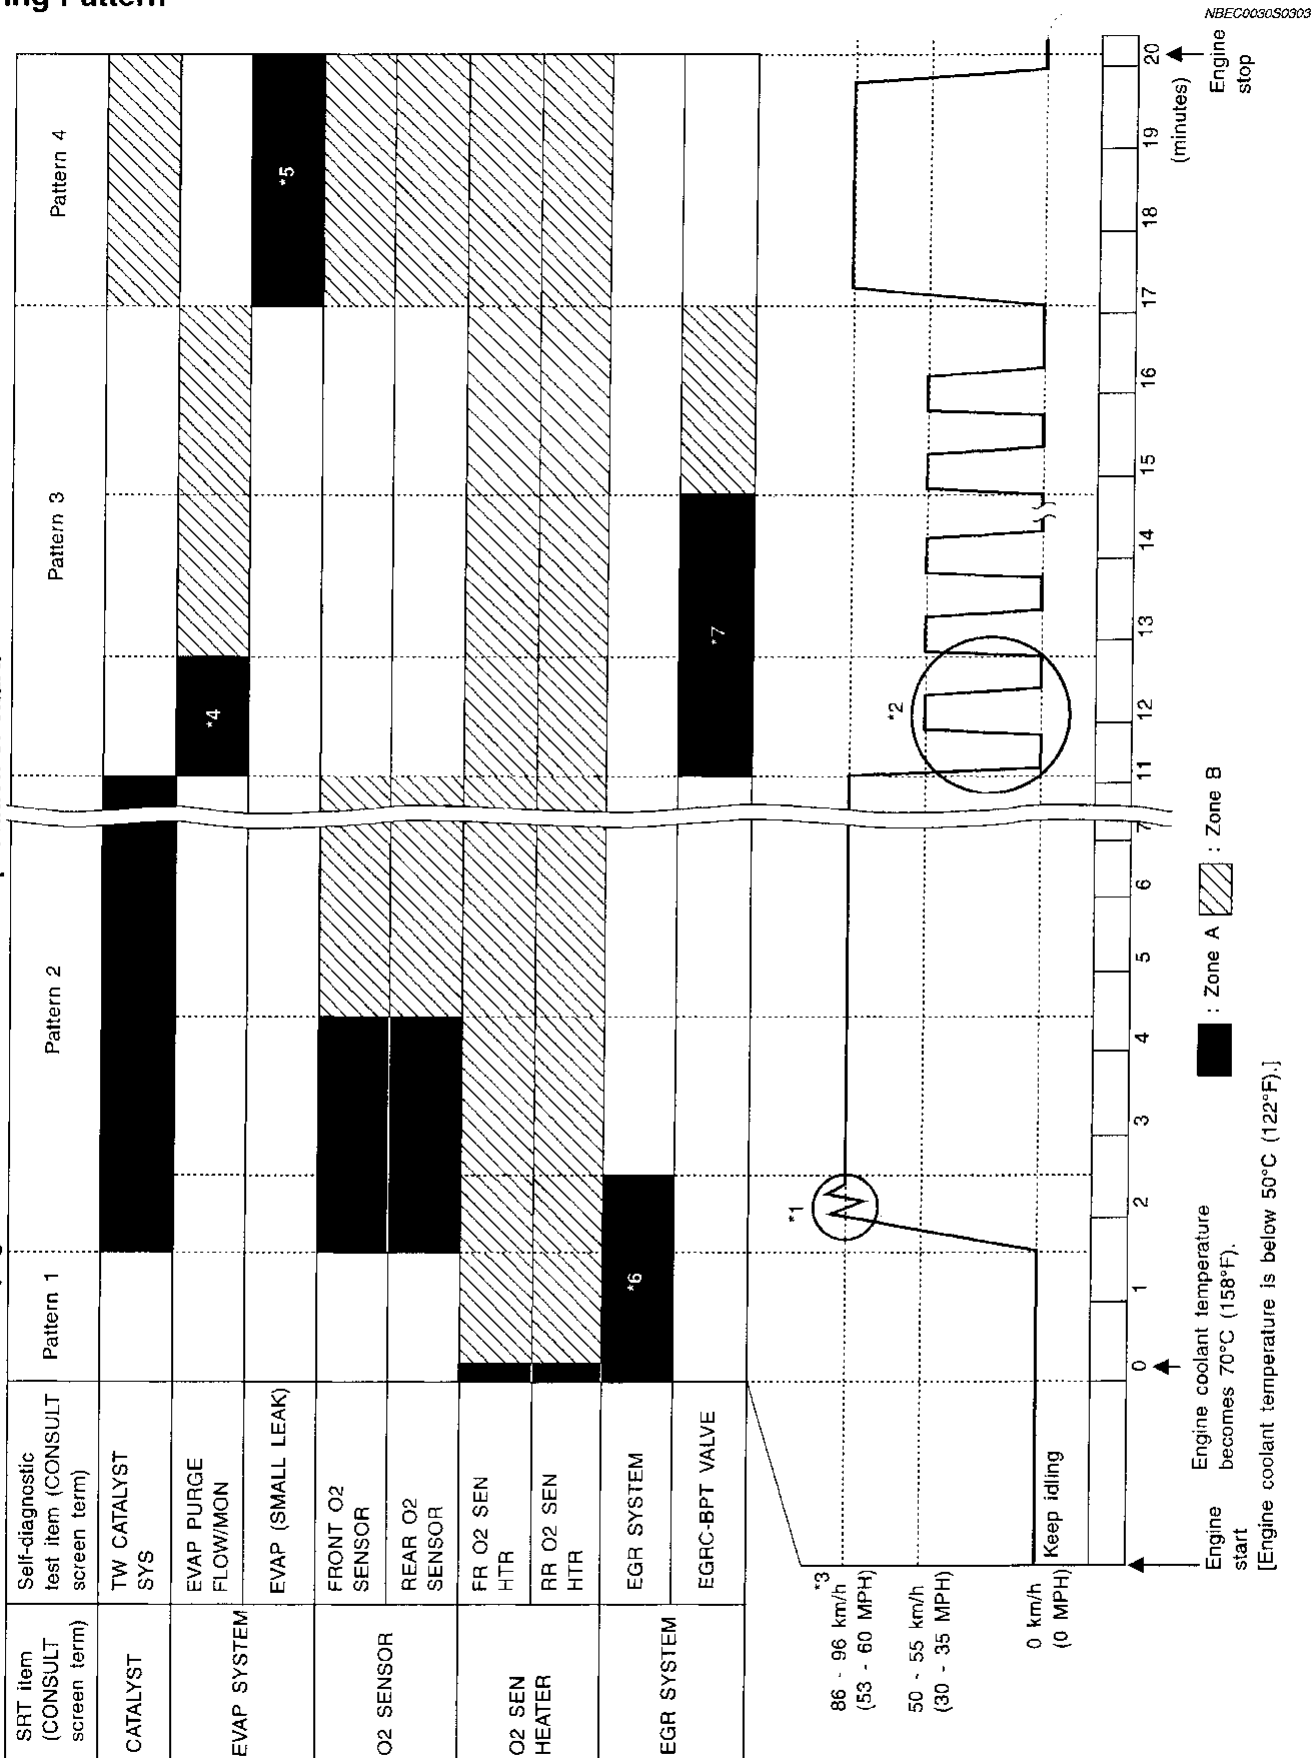 ing Pattern
NBEC0030S0303
SRT item
(CONSULT
screen term)
Self-diagnostic
test item (CONSULT
screen term)
Pattern 1
Pattern 2
Pattern 3
Pattern 4
CATALYST
TW CATALYST
SYS
EVAP SYSTEM
EVAP PURGE
FLOW/MON
*4
EVAP (SMALL LEAK)
*5
O2 SENSOR
FRONT O2
SENSOR
REAR O2
SENSOR
O2 SEN
HEATER
FR O2 SEN
HTR
RR O2 SEN
HTR
EGR SYSTEM
EGR SYSTEM
*6
EGRC-BPT VALVE
*7
*3
86 - 96 km/h
(53 - 60 MPH)
*1
*2
50 - 55 km/h
(30 - 35 MPH)
0 km/h
(0 MPH)
Keep idling
0 1 2 3 4 5 6 7 11 12 13 14 15 16 17 18 19 20
(minutes)
Engine
start
Engine coolant temperature
becomes 70°C (158°F).
: Zone A : Zone B
Engine
stop
[Engine coolant temperature is below 50°C (122°F).]